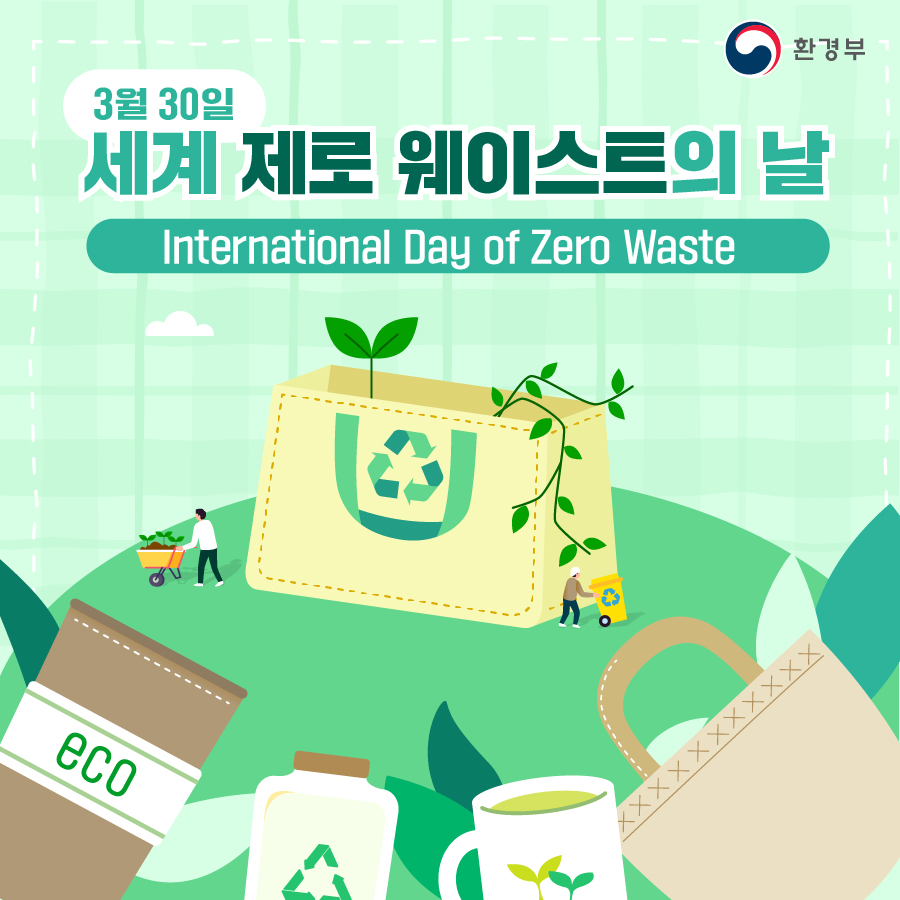 환경부
3월 30일
세계 제로 웨이스트의 날
International Day of Zero Waste
eco